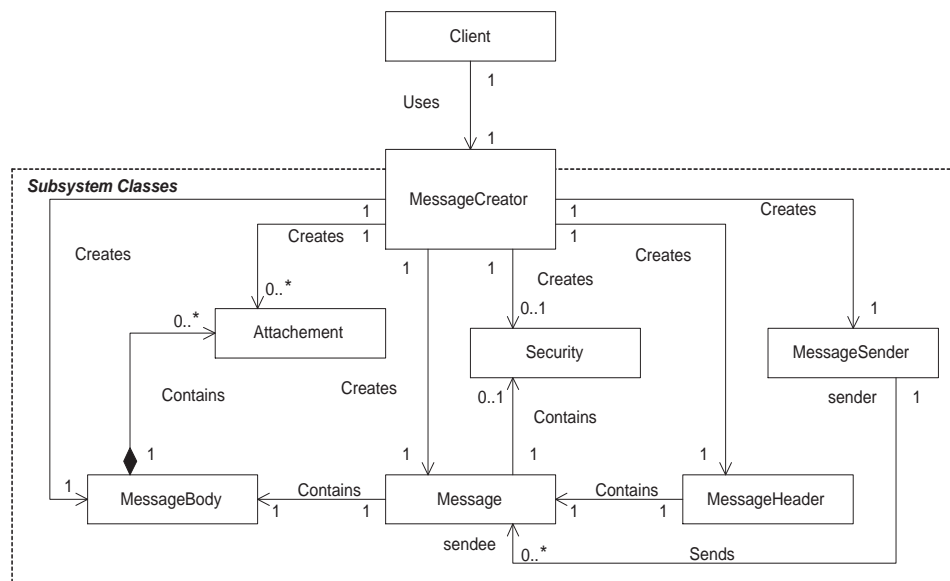 Client
1
Uses
1
MessageCreator
Subsystem Classes
1
1
1
1
Creates
Creates
Creates
1
1
Creates
Creates
0..*
0..1
1
0..*
Attachement
Security
MessageSender
Contains
Creates
0..1
Contains
sender
1
1
1
1
1
1
MessageBody
Contains
1
1
Message
Contains
1
1
MessageHeader
sendee
0..*
Sends